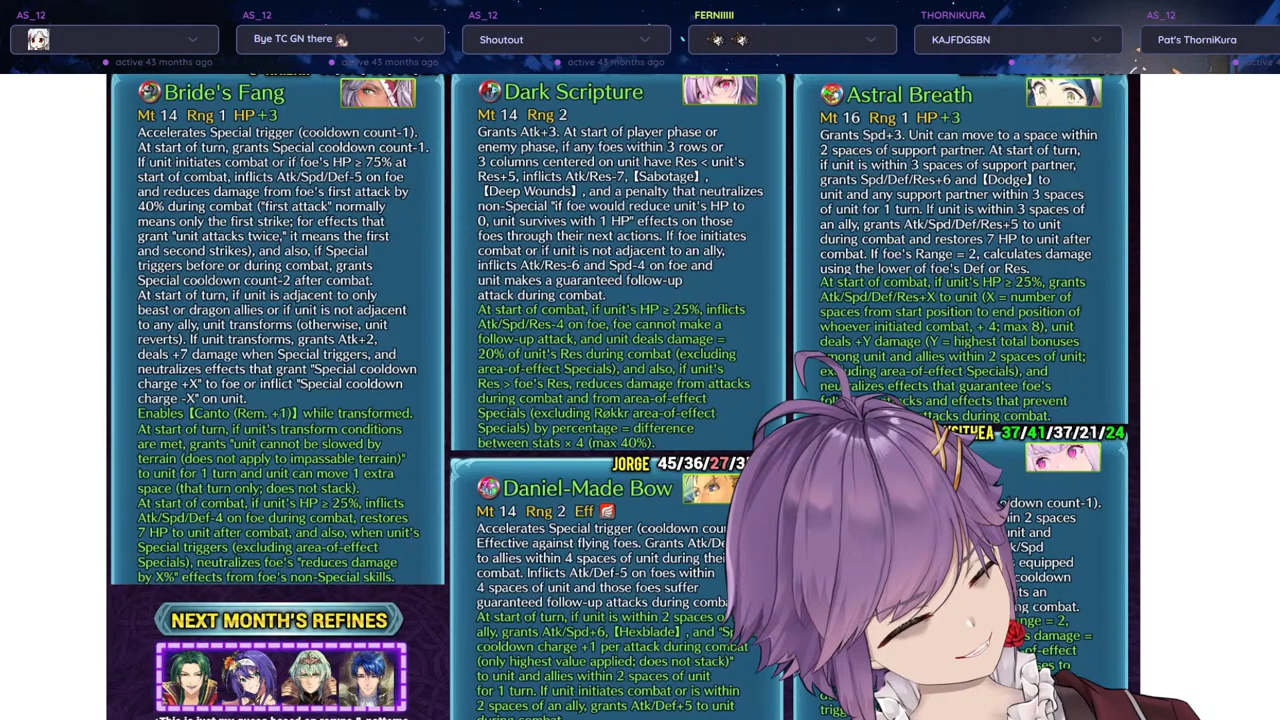 AS_12
AS_12
AS_12
FERNIIIII
THORNIKURA
AS_12
Bye TC GN there
Shoutout
KAJFDGSBN
Pat's ThorniKura
active 43 months ago
active 43 months ago
active 43 months ago
Bride's Fang
Mt 14 Rng 1 HP+3
Accelerates Special trigger (cooldown count-1).
At start of turn, grants Special cooldown count-1.
If unit initiates combat or if foe's HP ≥ 75% at
start of combat, inflicts Atk/Spd/Def-5 on foe
and reduces damage from foe's first attack by
40% during combat ("first attack" normally
means only the first strike; for effects that
grant "unit attacks twice," it means the first
and second strikes), and also, if Special
triggers before or during combat, grants
Special cooldown count-2 after combat.
At start of turn, if unit is adjacent to only
beast or dragon allies or if unit is not adjacent
to any ally, unit transforms (otherwise, unit
reverts). If unit transforms, grants Atk+2,
deals +7 damage when Special triggers, and
neutralizes effects that grant "Special cooldown
charge +X" to foe or inflict "Special cooldown
charge -X" on unit.
Enables【Canto (Rem. +1)】while transformed.
At start of turn, if unit's transform conditions
are met, grants "unit cannot be slowed by
terrain (does not apply to impassable terrain)"
to unit for 1 turn and unit can move 1 extra
space (that turn only; does not stack).
At start of combat, if unit's HP ≥ 25%, inflicts
Atk/Spd/Def-4 on foe during combat, restores
7 HP to unit after combat, and also, when unit's
Special triggers (excluding area-of-effect
Specials), neutralizes foe's "reduces damage
by X%" effects from foe's non-Special skills.
NEXT MONTH'S REFINES
Dark Scripture
Mt 14 Rng 2
Grants Atk+3. At start of player phase or
enemy phase, if any foes within 3 rows or
3 columns centered on unit have Res < unit's
Res+5, inflicts Atk/Res-7,【Sabotage】,
【Deep Wounds】, and a penalty that neutralizes
non-Special "if foe would reduce unit's HP to
0, unit survives with 1 HP" effects on those
foes through their next actions. If foe initiates
combat or if unit is not adjacent to an ally,
inflicts Atk/Res-6 and Spd-4 on foe and
unit makes a guaranteed follow-up
attack during combat.
At start of combat, if unit's HP ≥ 25%, inflicts
Atk/Spd/Res-4 on foe, foe cannot make a
follow-up attack, and unit deals damage =
20% of unit's Res during combat (excluding
area-of-effect Specials), and also, if unit's
Res > foe's Res, reduces damage from attacks
during combat and from area-of-effect
Specials (excluding Røkkr area-of-effect
Specials) by percentage = difference
between stats × 4 (max 40%).
JORGE 45/36/27/3
Daniel-Made Bow
Mt 14 Rng 2 Eff
Accelerates Special trigger (cooldown
Effective against flying foes. Grants
to allies within 4 spaces of unit during
combat. Inflicts Atk/Def-5 on foes within
4 spaces of unit and those foes suffer
guaranteed follow-up attacks during
At start of turn, if unit is within 2 spaces
ally, grants Atk/Spd+6,【Hexblade】, and
cooldown charge +1 per attack during combat
(only highest value applied; does not stack)"
to unit and allies within 2 spaces of unit
for 1 turn. If unit initiates combat or is within
2 spaces of an ally, grants Atk/Def+5 to unit
Astral Breath
Mt 16 Rng 1 HP+3
Grants Spd+3. Unit can move to a space within
2 spaces of support partner. At start of turn,
if unit is within 3 spaces of support partner,
grants Spd/Def/Res+6 and【Dodge】to
unit and any support partner within 3 spaces
of unit for 1 turn. If unit is within 3 spaces of
an ally, grants Atk/Spd/Def/Res+5 to unit
during combat and restores 7 HP to unit after
combat. If foe's Range = 2, calculates damage
using the lower of foe's Def or Res.
At start of combat, if unit's HP ≥ 25%, grants
Atk/Spd/Def/Res+X to unit (X = number of
spaces from start position to end position of
whoever initiated combat, + 4; max 8), unit
deals +Y damage (Y = highest total bonuses
among unit and allies within 2 spaces of unit;
excluding area-of-effect Specials), and
neutralizes effects that guarantee foe's
attacks and effects that prevent
attacks during combat.
37/41/37/21/24
count-1).
2 spaces
equipped
cooldown
combat.
damage =